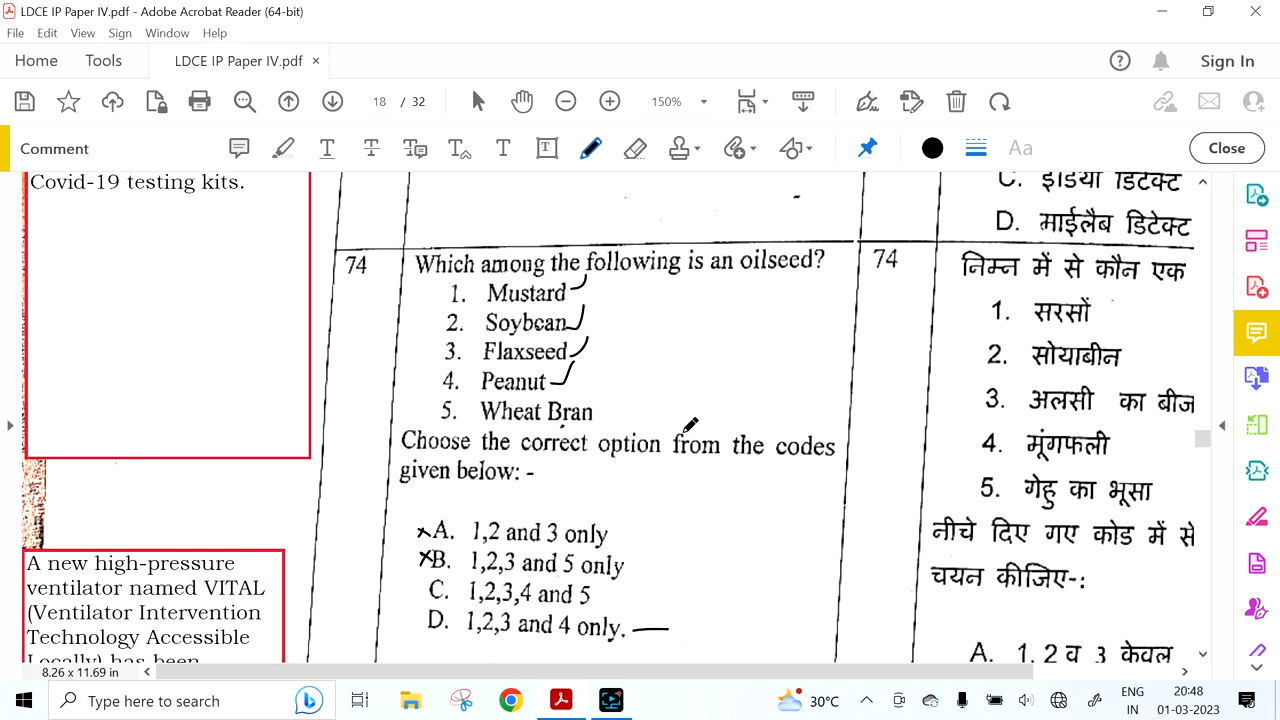 LDCE IP Paper IV.pdf - Adobe Acrobat Reader (64-bit)
File Edit View Sign Window Help
Home Tools LDCE IP Paper IV.pdf × Sign In
18 / 32 150%
Comment Close
Covid-19 testing kits.
C. इंडिया डिटेक्ट
D. माईलैब डिटेक्ट
74 Which among the following is an oilseed?
1. Mustard
2. Soybean
3. Flaxseed
4. Peanut
5. Wheat Bran
Choose the correct option from the codes
given below: -
A. 1,2 and 3 only
B. 1,2,3 and 5 only
C. 1,2,3,4 and 5
D. 1,2,3 and 4 only.
74 निम्न में से कौन एक
1. सरसों
2. सोयाबीन
3. अलसी का बीज
4. मूंगफली
5. गेहु का भूसा
नीचे दिए गए कोड में से
चयन कीजिए-:
A. 1, 2 व 3 केवल
A new high-pressure
ventilator named VITAL
(Ventilator Intervention
Technology Accessible
Locally) has been
8.26 x 11.69 in
Type here to search
30°C
ENG
IN
20:48
01-03-2023